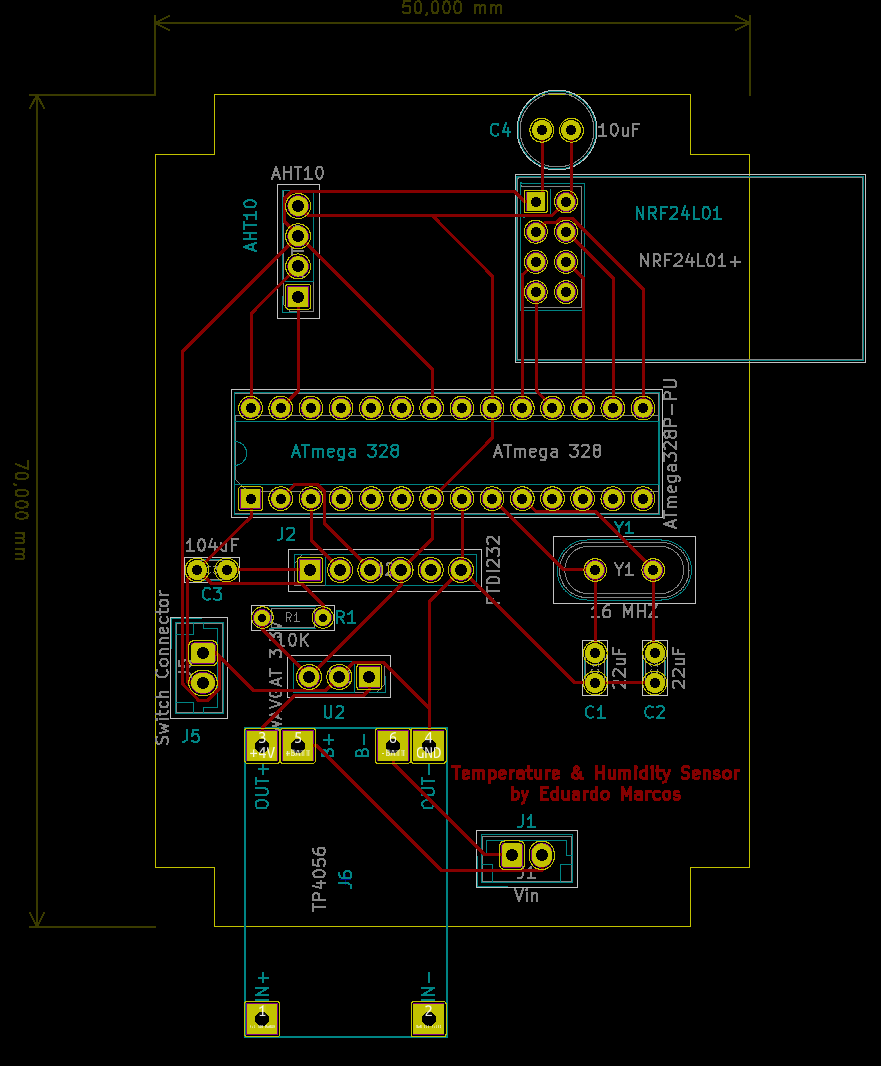 50,000 mm
70,000 mm
C4
10uF
AHT10
AHT10
NRF24L01
NRF24L01+
ATmega 328
ATmega 328
ATmega328P-PU
J2
Y1
104uF
FTDI232
Y1
C3
16 MHZ
R1
R1
10K
Switch Connector
22uF
22uF
U2
C1
C2
J5
3
5
6
4
+4V
+BATT
B+
B-
-BATT
GND
OUT+
OUT-
Temperature & Humidity Sensor
by Eduardo Marcos
J1
TP4056
J6
J1
Vin
IN+
IN-
1
2